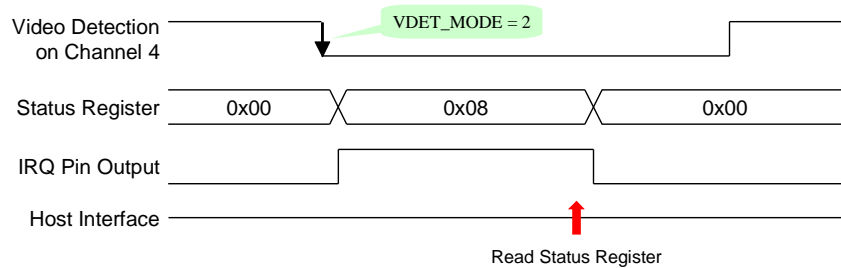 Video Detection
on Channel 4
VDET_MODE = 2
Status Register
0x00
0x08
0x00
IRQ Pin Output
Host Interface
Read Status Register